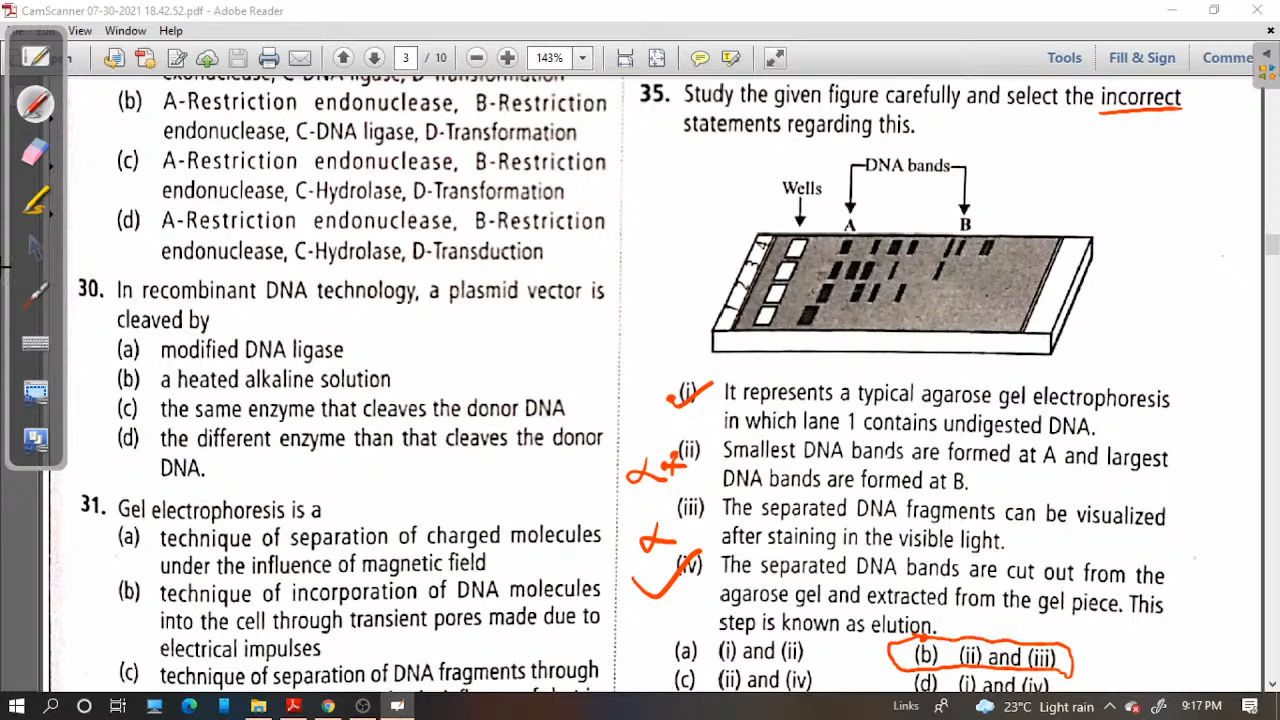 CamScanner 07-30-2021 18.42.52.pdf - Adobe Reader
View Window Help
3 / 10
143%
Tools
Fill & Sign
Comme
exonuclease, C-DNA ligase, D-Transformation
(b) A-Restriction endonuclease, B-Restriction
endonuclease, C-DNA ligase, D-Transformation
(c) A-Restriction endonuclease, B-Restriction
endonuclease, C-Hydrolase, D-Transformation
(d) A-Restriction endonuclease, B-Restriction
endonuclease, C-Hydrolase, D-Transduction
30. In recombinant DNA technology, a plasmid vector is
cleaved by
(a) modified DNA ligase
(b) a heated alkaline solution
(c) the same enzyme that cleaves the donor DNA
(d) the different enzyme than that cleaves the donor
DNA.
31. Gel electrophoresis is a
(a) technique of separation of charged molecules
under the influence of magnetic field
(b) technique of incorporation of DNA molecules
into the cell through transient pores made due to
electrical impulses
(c) technique of separation of DNA fragments through
35. Study the given figure carefully and select the incorrect
statements regarding this.
DNA bands
Wells
A
B
(i) It represents a typical agarose gel electrophoresis
in which lane 1 contains undigested DNA.
(ii) Smallest DNA bands are formed at A and largest
DNA bands are formed at B.
(iii) The separated DNA fragments can be visualized
after staining in the visible light.
(iv) The separated DNA bands are cut out from the
agarose gel and extracted from the gel piece. This
step is known as elution.
(a) (i) and (ii) (b) (ii) and (iii)
(c) (ii) and (iv) (d) (i) and (iv)
Links
23°C Light rain
9:17 PM